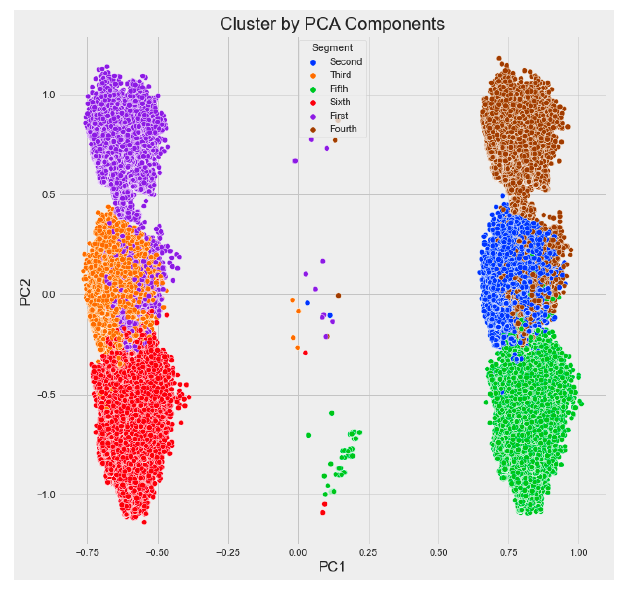 Cluster by PCA Components
Segment
Second
Third
Fifth
Sixth
First
Fourth
1.0
0.5
0.0
−0.5
−1.0
PC2
−0.75 −0.50 −0.25 0.00 0.25 0.50 0.75 1.00
PC1